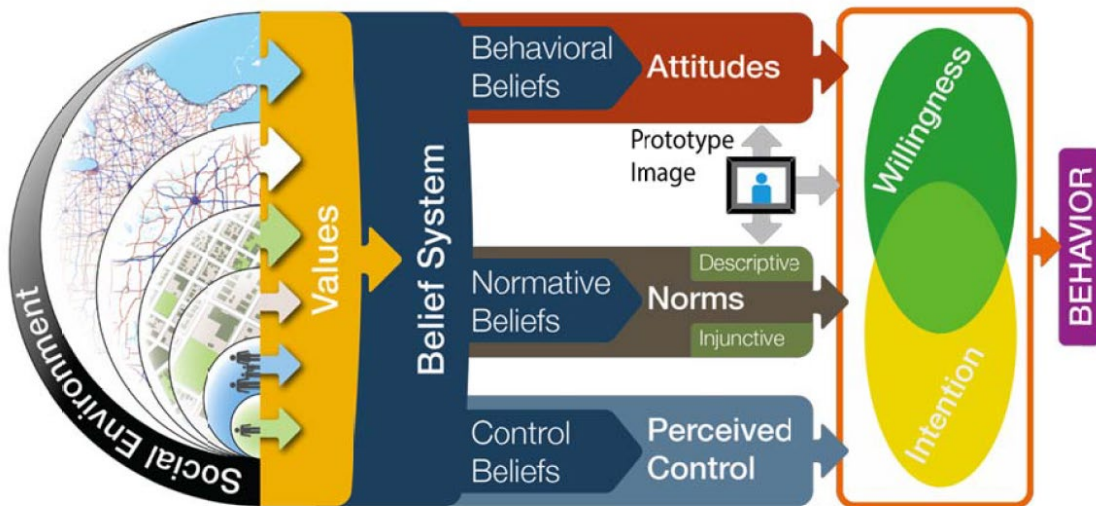 Social Environment
Values
Belief System
Behavioral
Beliefs
Attitudes
Prototype
Image
Normative
Beliefs
Norms
Descriptive
Injunctive
Control
Beliefs
Perceived
Control
Willingness
Intention
BEHAVIOR